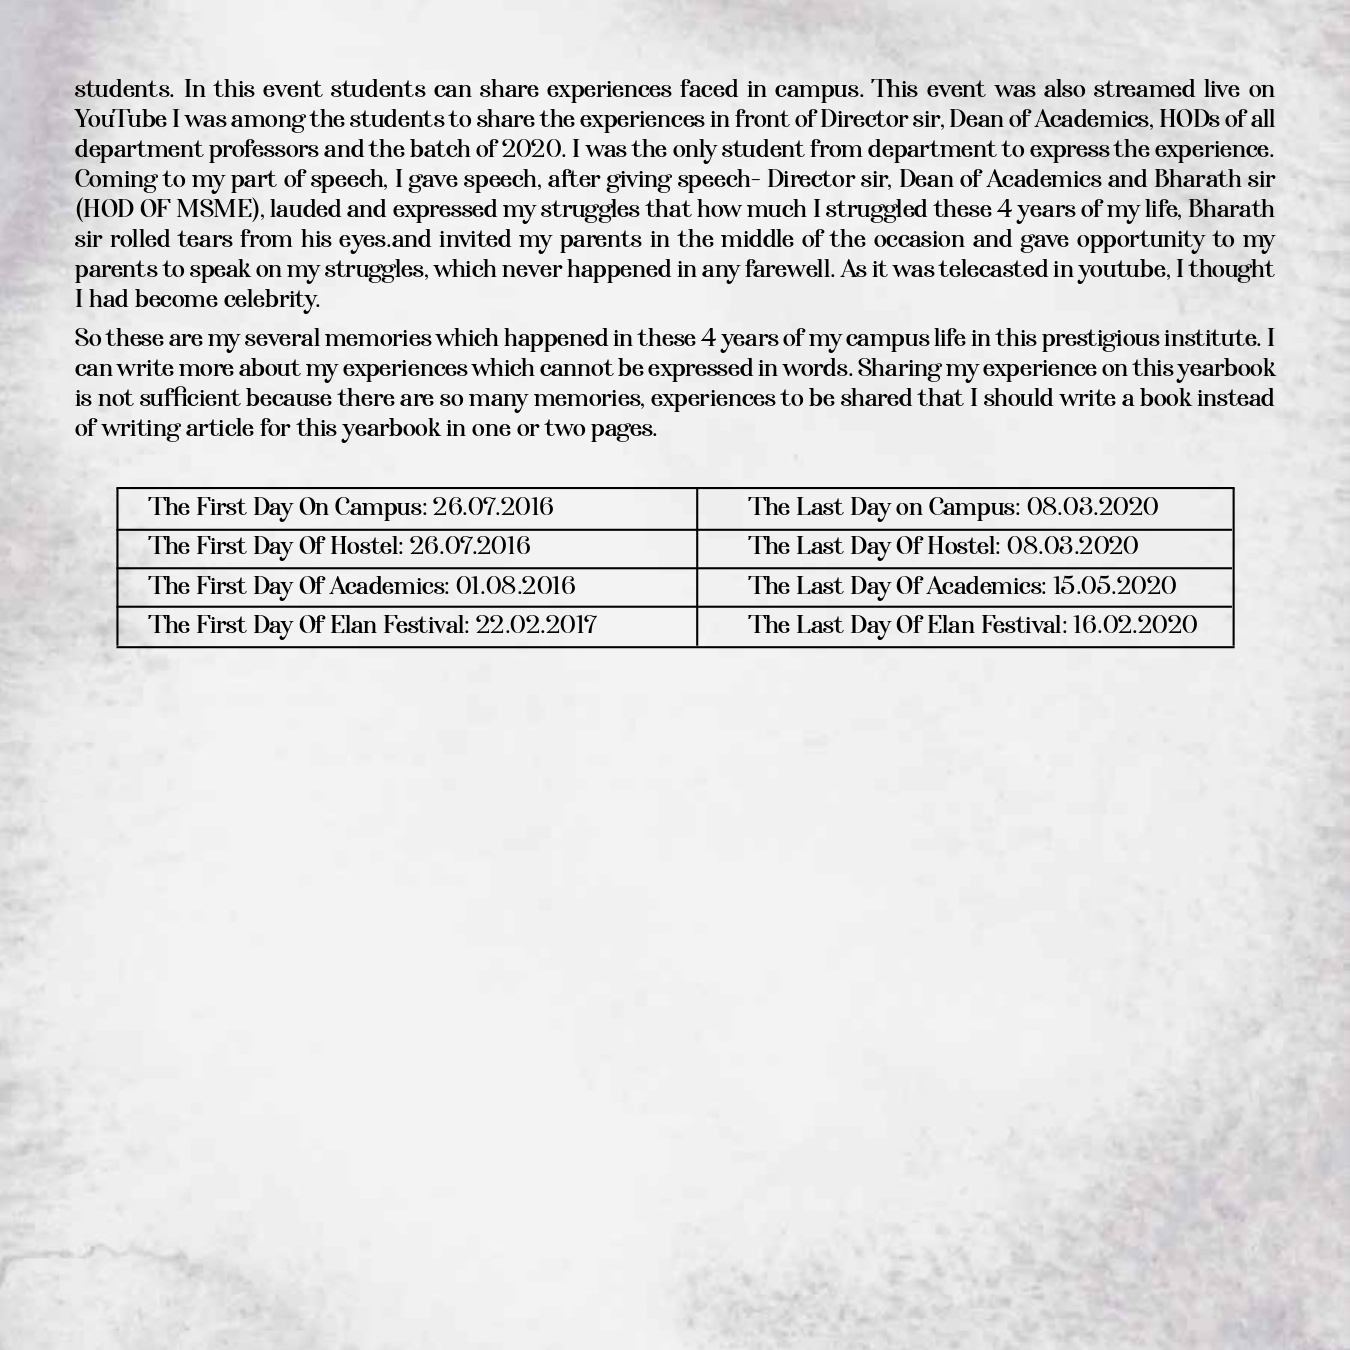 students. In this event students can share experiences faced in campus. This event was also streamed live on
YouTube I was among the students to share the experiences in front of Director sir, Dean of Academics, HODs of all
department professors and the batch of 2020. I was the only student from department to express the experience.
Coming to my part of speech, I gave speech, after giving speech- Director sir, Dean of Academics and Bharath sir
(HOD OF MSME), lauded and expressed my struggles that how much I struggled these 4 years of my life, Bharath
sir rolled tears from his eyes.and invited my parents in the middle of the occasion and gave opportunity to my
parents to speak on my struggles, which never happened in any farewell. As it was telecasted in youtube, I thought
I had become celebrity.
So these are my several memories which happened in these 4 years of my campus life in this prestigious institute. I
can write more about my experiences which cannot be expressed in words. Sharing my experience on this yearbook
is not sufficient because there are so many memories, experiences to be shared that I should write a book instead
of writing article for this yearbook in one or two pages.
The First Day On Campus: 26.07.2016 The Last Day on Campus: 08.03.2020
The First Day Of Hostel: 26.07.2016 The Last Day Of Hostel: 08.03.2020
The First Day Of Academics: 01.08.2016 The Last Day Of Academics: 15.05.2020
The First Day Of Elan Festival: 22.02.2017 The Last Day Of Elan Festival: 16.02.2020